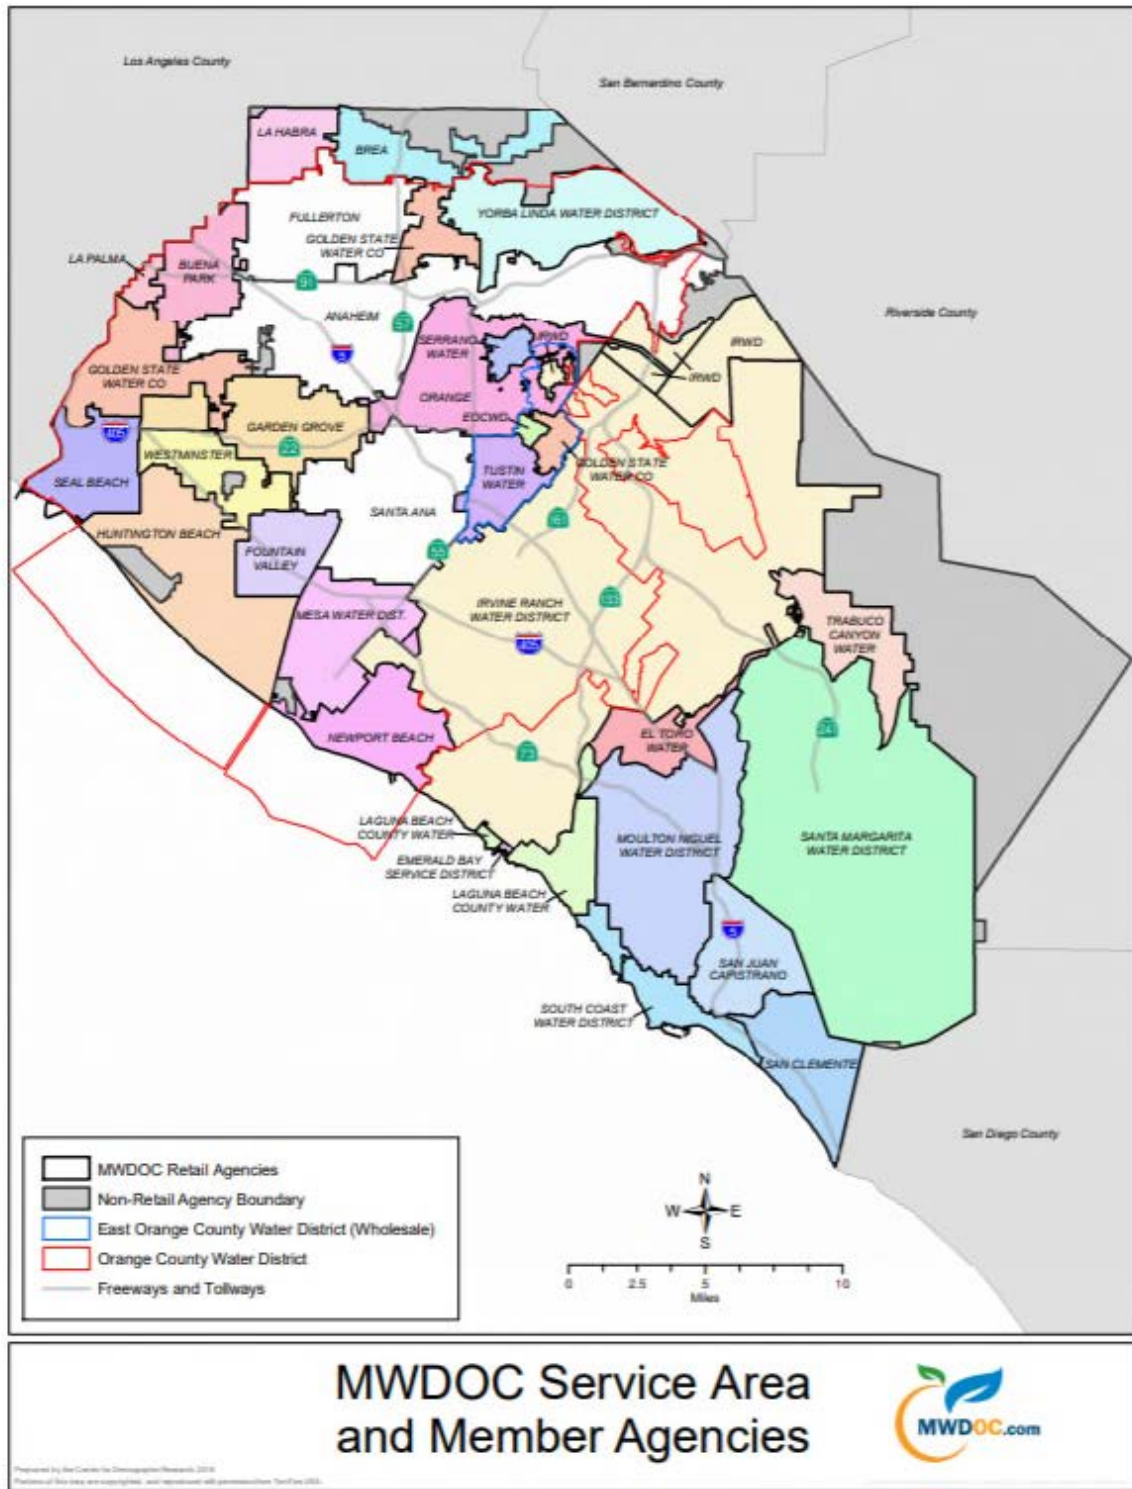 Los Angeles County
San Bernardino County
LA HABRA
BREA
FULLERTON
YORBA LINDA WATER DISTRICT
GOLDEN STATE
WATER CO
LA PALMA
BUENA
PARK
91
ANAHEIM
57
Riverside County
SERRANO
WATER
IRWD
IRWD
IRWD
5
GOLDEN STATE
WATER CO
ORANGE
EOCWD
405
GARDEN GROVE
22
WESTMINSTER
SEAL BEACH
TUSTIN
WATER
GOLDEN STATE
WATER CO
SANTA ANA
HUNTINGTON BEACH
FOUNTAIN
VALLEY
55
IRVINE RANCH
WATER DISTRICT
MESA WATER DIST.
405
TRABUCO
CANYON
WATER
NEWPORT BEACH
EL TORO
WATER
73
LAGUNA BEACH
COUNTY WATER
MOULTON NIGUEL
WATER DISTRICT
SANTA MARGARITA
WATER DISTRICT
EMERALD BAY
SERVICE DISTRICT
LAGUNA BEACH
COUNTY WATER
5
SAN JUAN
CAPISTRANO
SOUTH COAST
WATER DISTRICT
SAN CLEMENTE
San Diego County
MWDOC Retail Agencies
Non-Retail Agency Boundary
East Orange County Water District (Wholesale)
Orange County Water District
Freeways and Tollways
N
W E
S
0 2.5 5 10
Miles
MWDOC Service Area
and Member Agencies
MWDOC.com